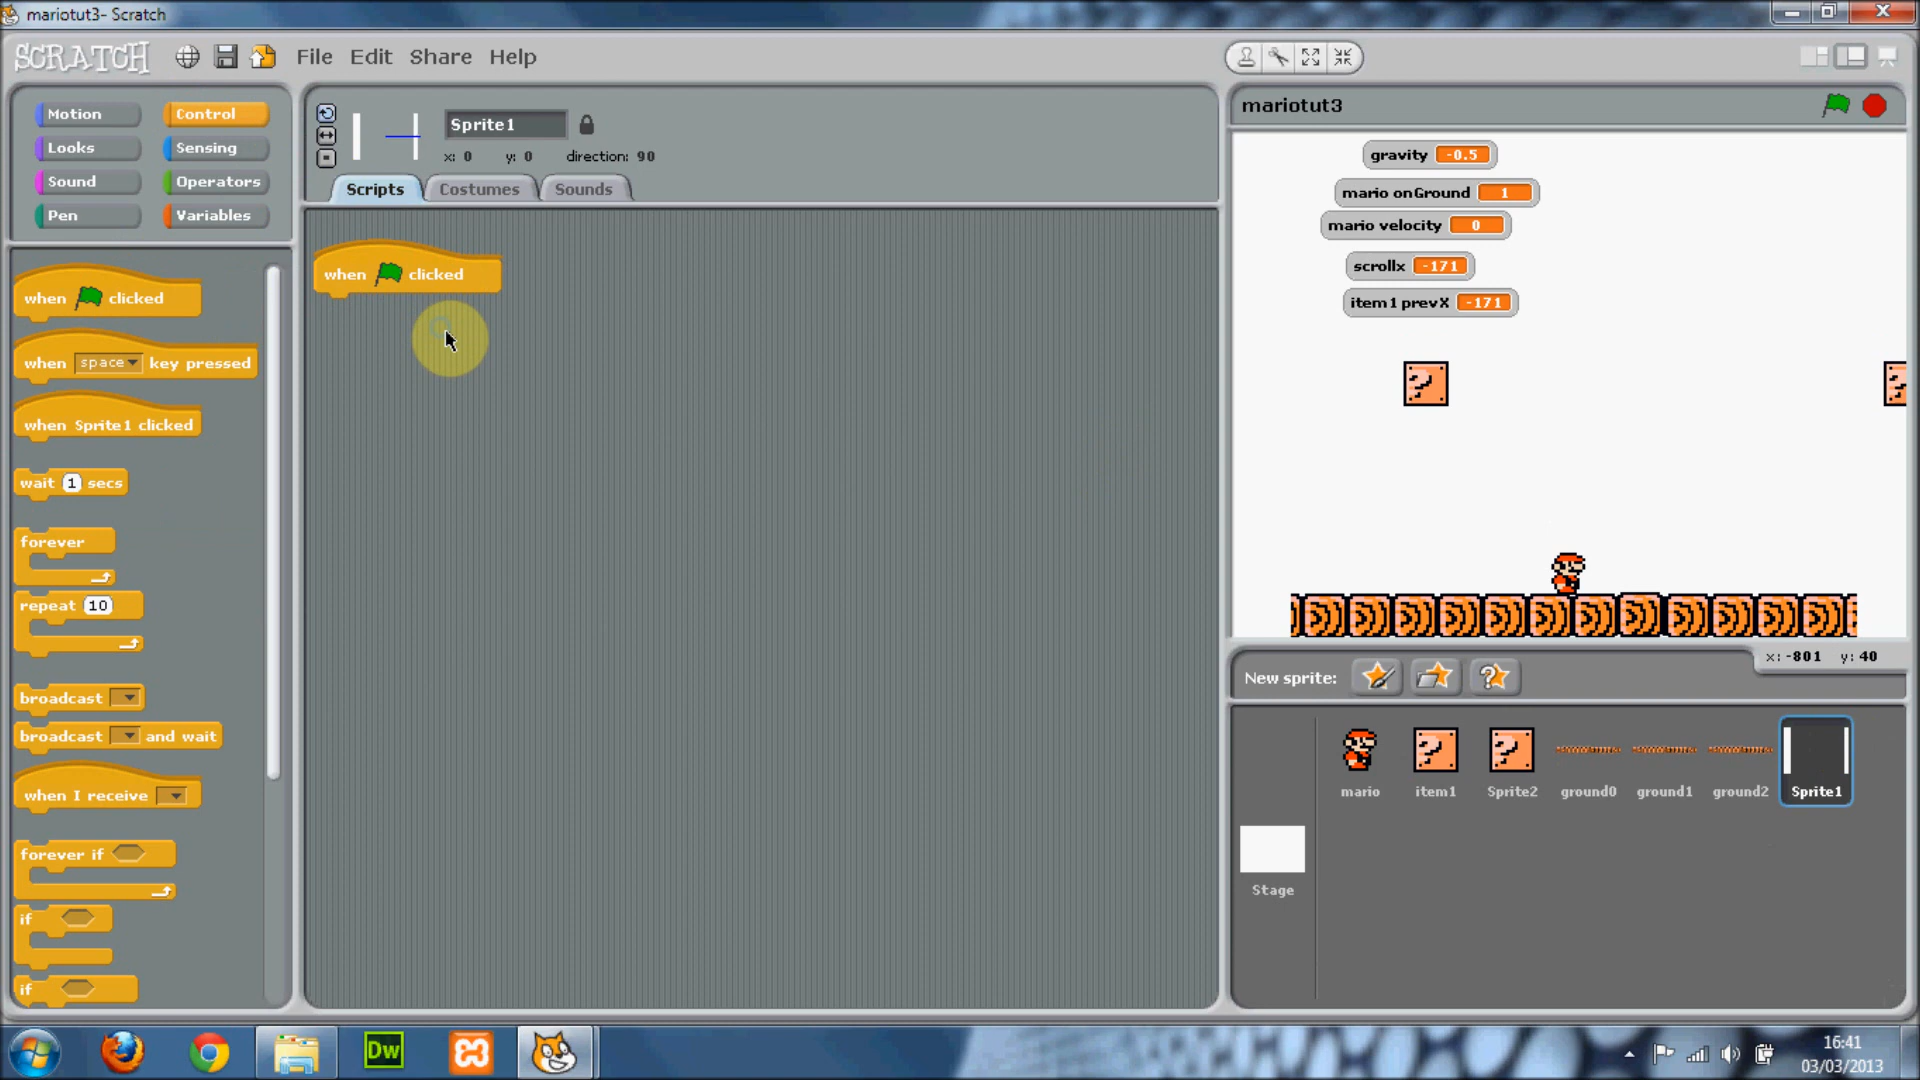 mariotut3- Scratch
SCRATCH File Edit Share Help
Motion Control
Looks Sensing
Sound Operators
Pen Variables
when clicked
when space key pressed
when Sprite1 clicked
wait 1 secs
forever
repeat 10
broadcast
broadcast and wait
when I receive
forever if
if
if
Sprite1
x: 0 y: 0 direction: 90
Scripts Costumes Sounds
when clicked
mariotut3
gravity -0.5
mario onGround 1
mario velocity 0
scrollx -171
item1 prevX -171
x: -801 y: 40
New sprite:
mario item1 Sprite2 ground0 ground1 ground2 Sprite1
Stage
Dw
16:41
03/03/2013